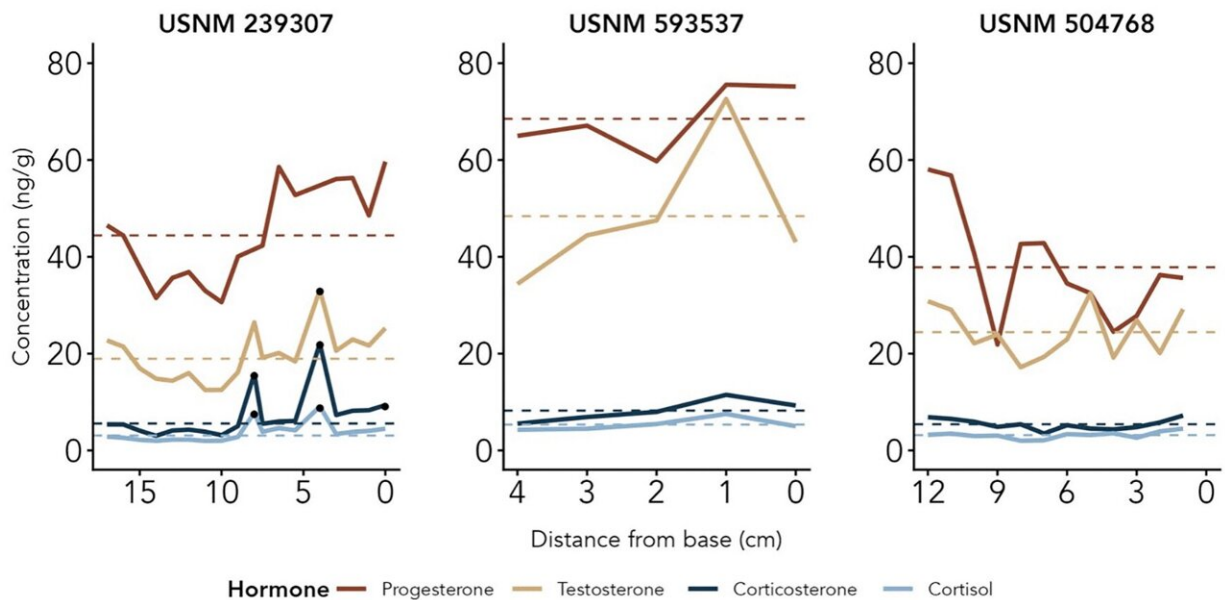 USNM 239307 USNM 593537 USNM 504768
80 80 80
60 60 60
40 40 40
20 20 20
0 0 0
Concentration (ng/g)
15 10 5 0 4 3 2 1 0 12 9 6 3 0
Distance from base (cm)
Hormone Progesterone Testosterone Corticosterone Cortisol